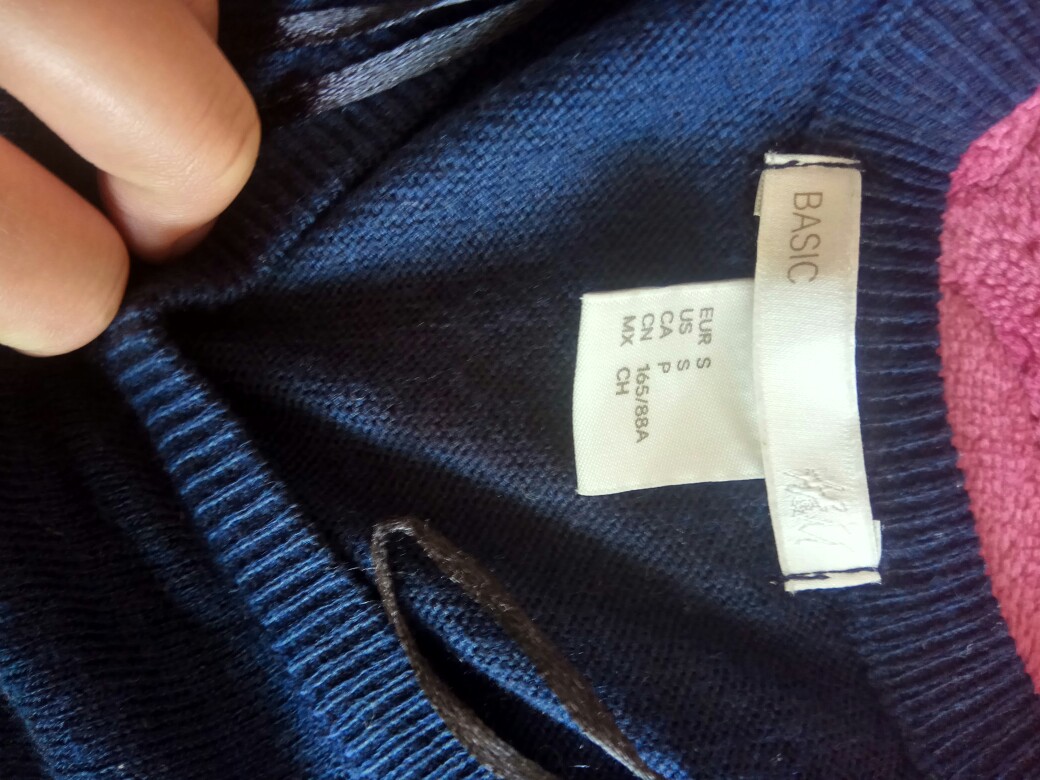 BASIC
H&M
EUR S
US S
CA P
CN 165/88A
MX CH